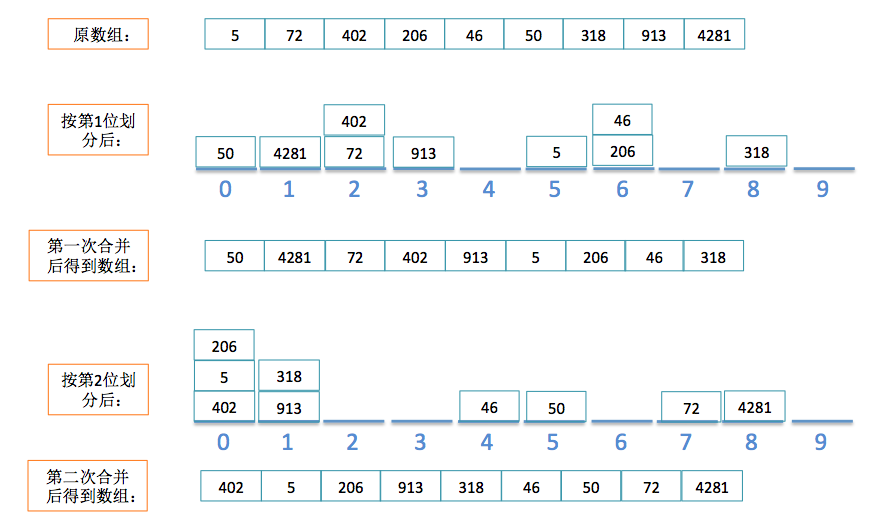 原数组：
5 72 402 206 46 50 318 913 4281
按第1位划
分后：
402 46
50 4281 72 913 5 206 318
0 1 2 3 4 5 6 7 8 9
第一次合并
后得到数组：
50 4281 72 402 913 5 206 46 318
206
按第2位划
分后：
5 318
402 913 46 50 72 4281
0 1 2 3 4 5 6 7 8 9
第二次合并
后得到数组：
402 5 206 913 318 46 50 72 4281